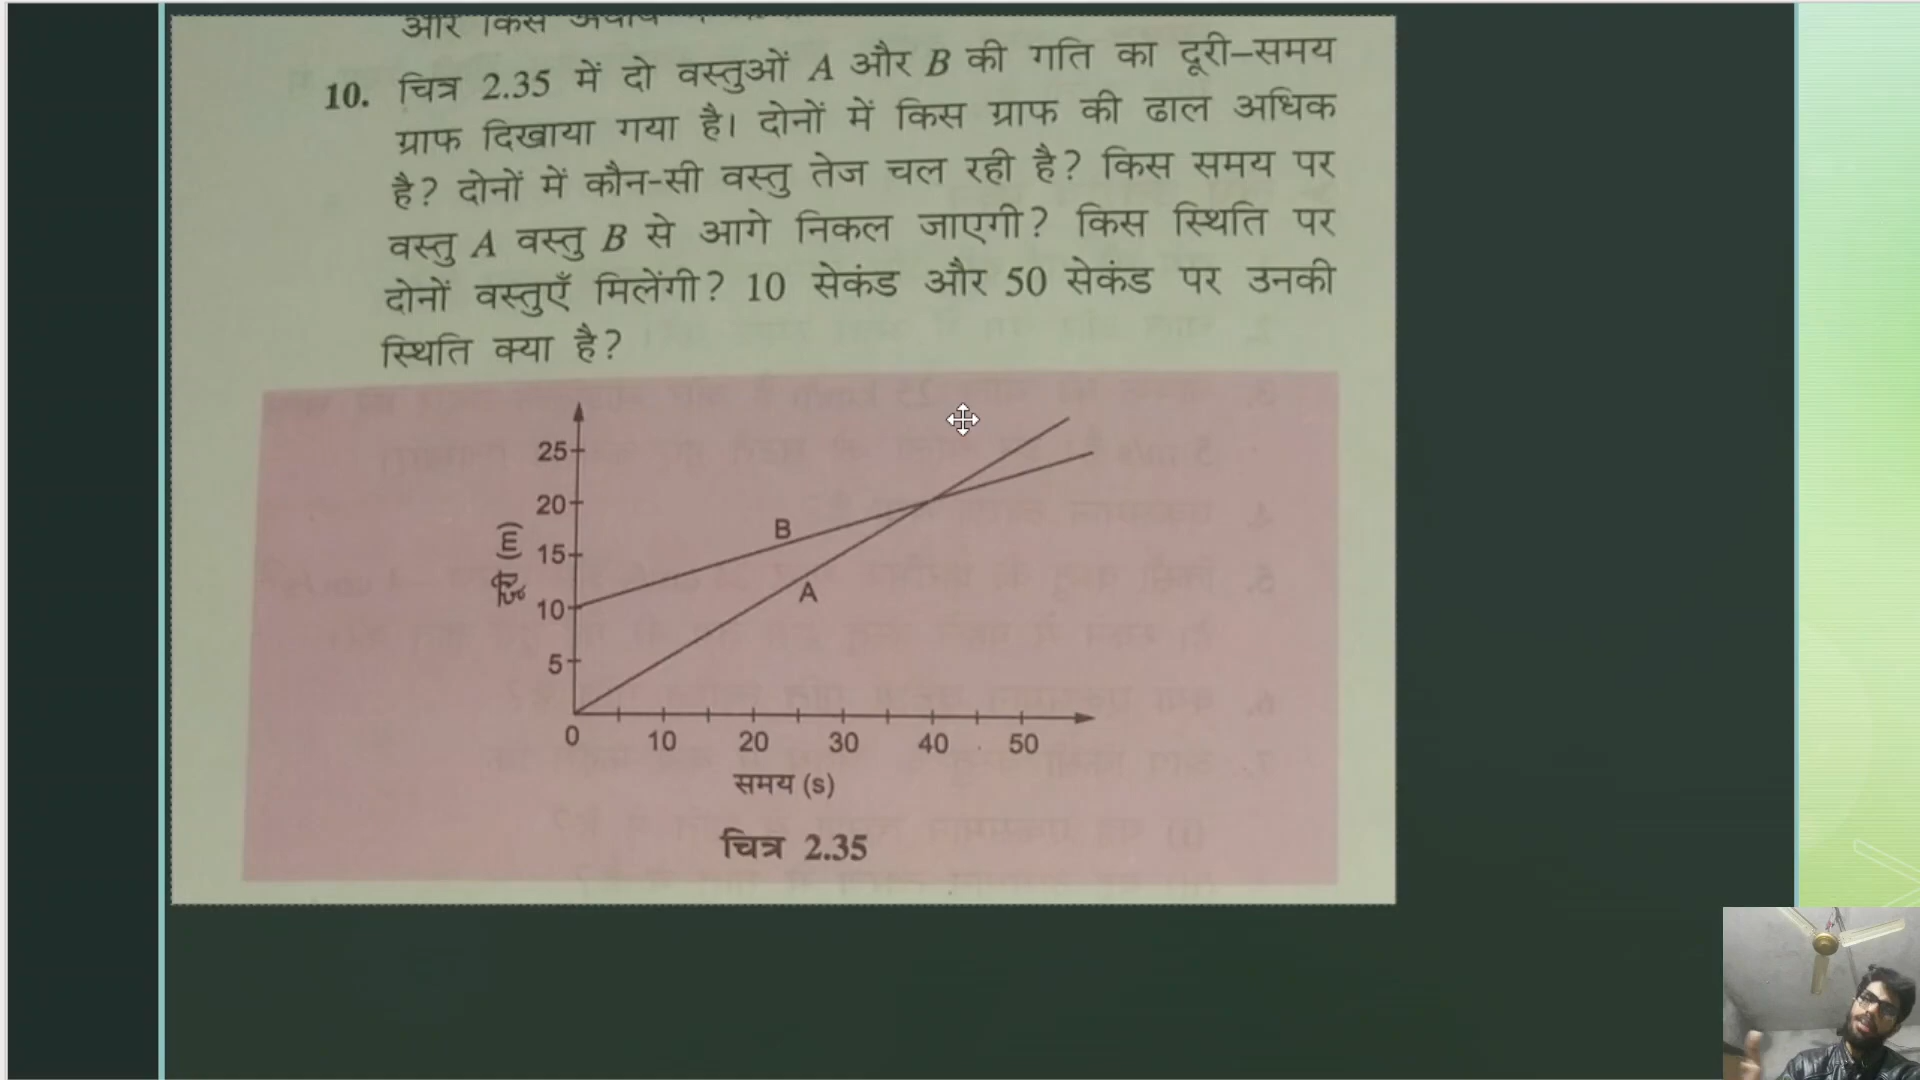 और किस
10. चित्र 2.35 में दो वस्तुओं A और B की गति का दूरी–समय
ग्राफ दिखाया गया है। दोनों में किस ग्राफ की ढाल अधिक
है? दोनों में कौन-सी वस्तु तेज चल रही है? किस समय पर
वस्तु A वस्तु B से आगे निकल जाएगी? किस स्थिति पर
दोनों वस्तुएँ मिलेंगी? 10 सेकंड और 50 सेकंड पर उनकी
स्थिति क्या है?
25
20
B
दूरी (m)
15
A
10
5
0 10 20 30 40 50
समय (s)
चित्र 2.35